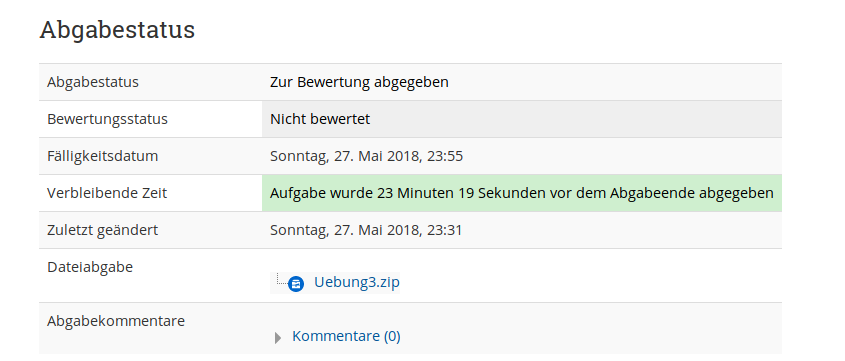 Abgabestatus
Abgabestatus Zur Bewertung abgegeben
Bewertungsstatus Nicht bewertet
Fälligkeitsdatum Sonntag, 27. Mai 2018, 23:55
Verbleibende Zeit Aufgabe wurde 23 Minuten 19 Sekunden vor dem Abgabeende abgegeben
Zuletzt geändert Sonntag, 27. Mai 2018, 23:31
Dateiabgabe
Uebung3.zip
Abgabekommentare
Kommentare (0)